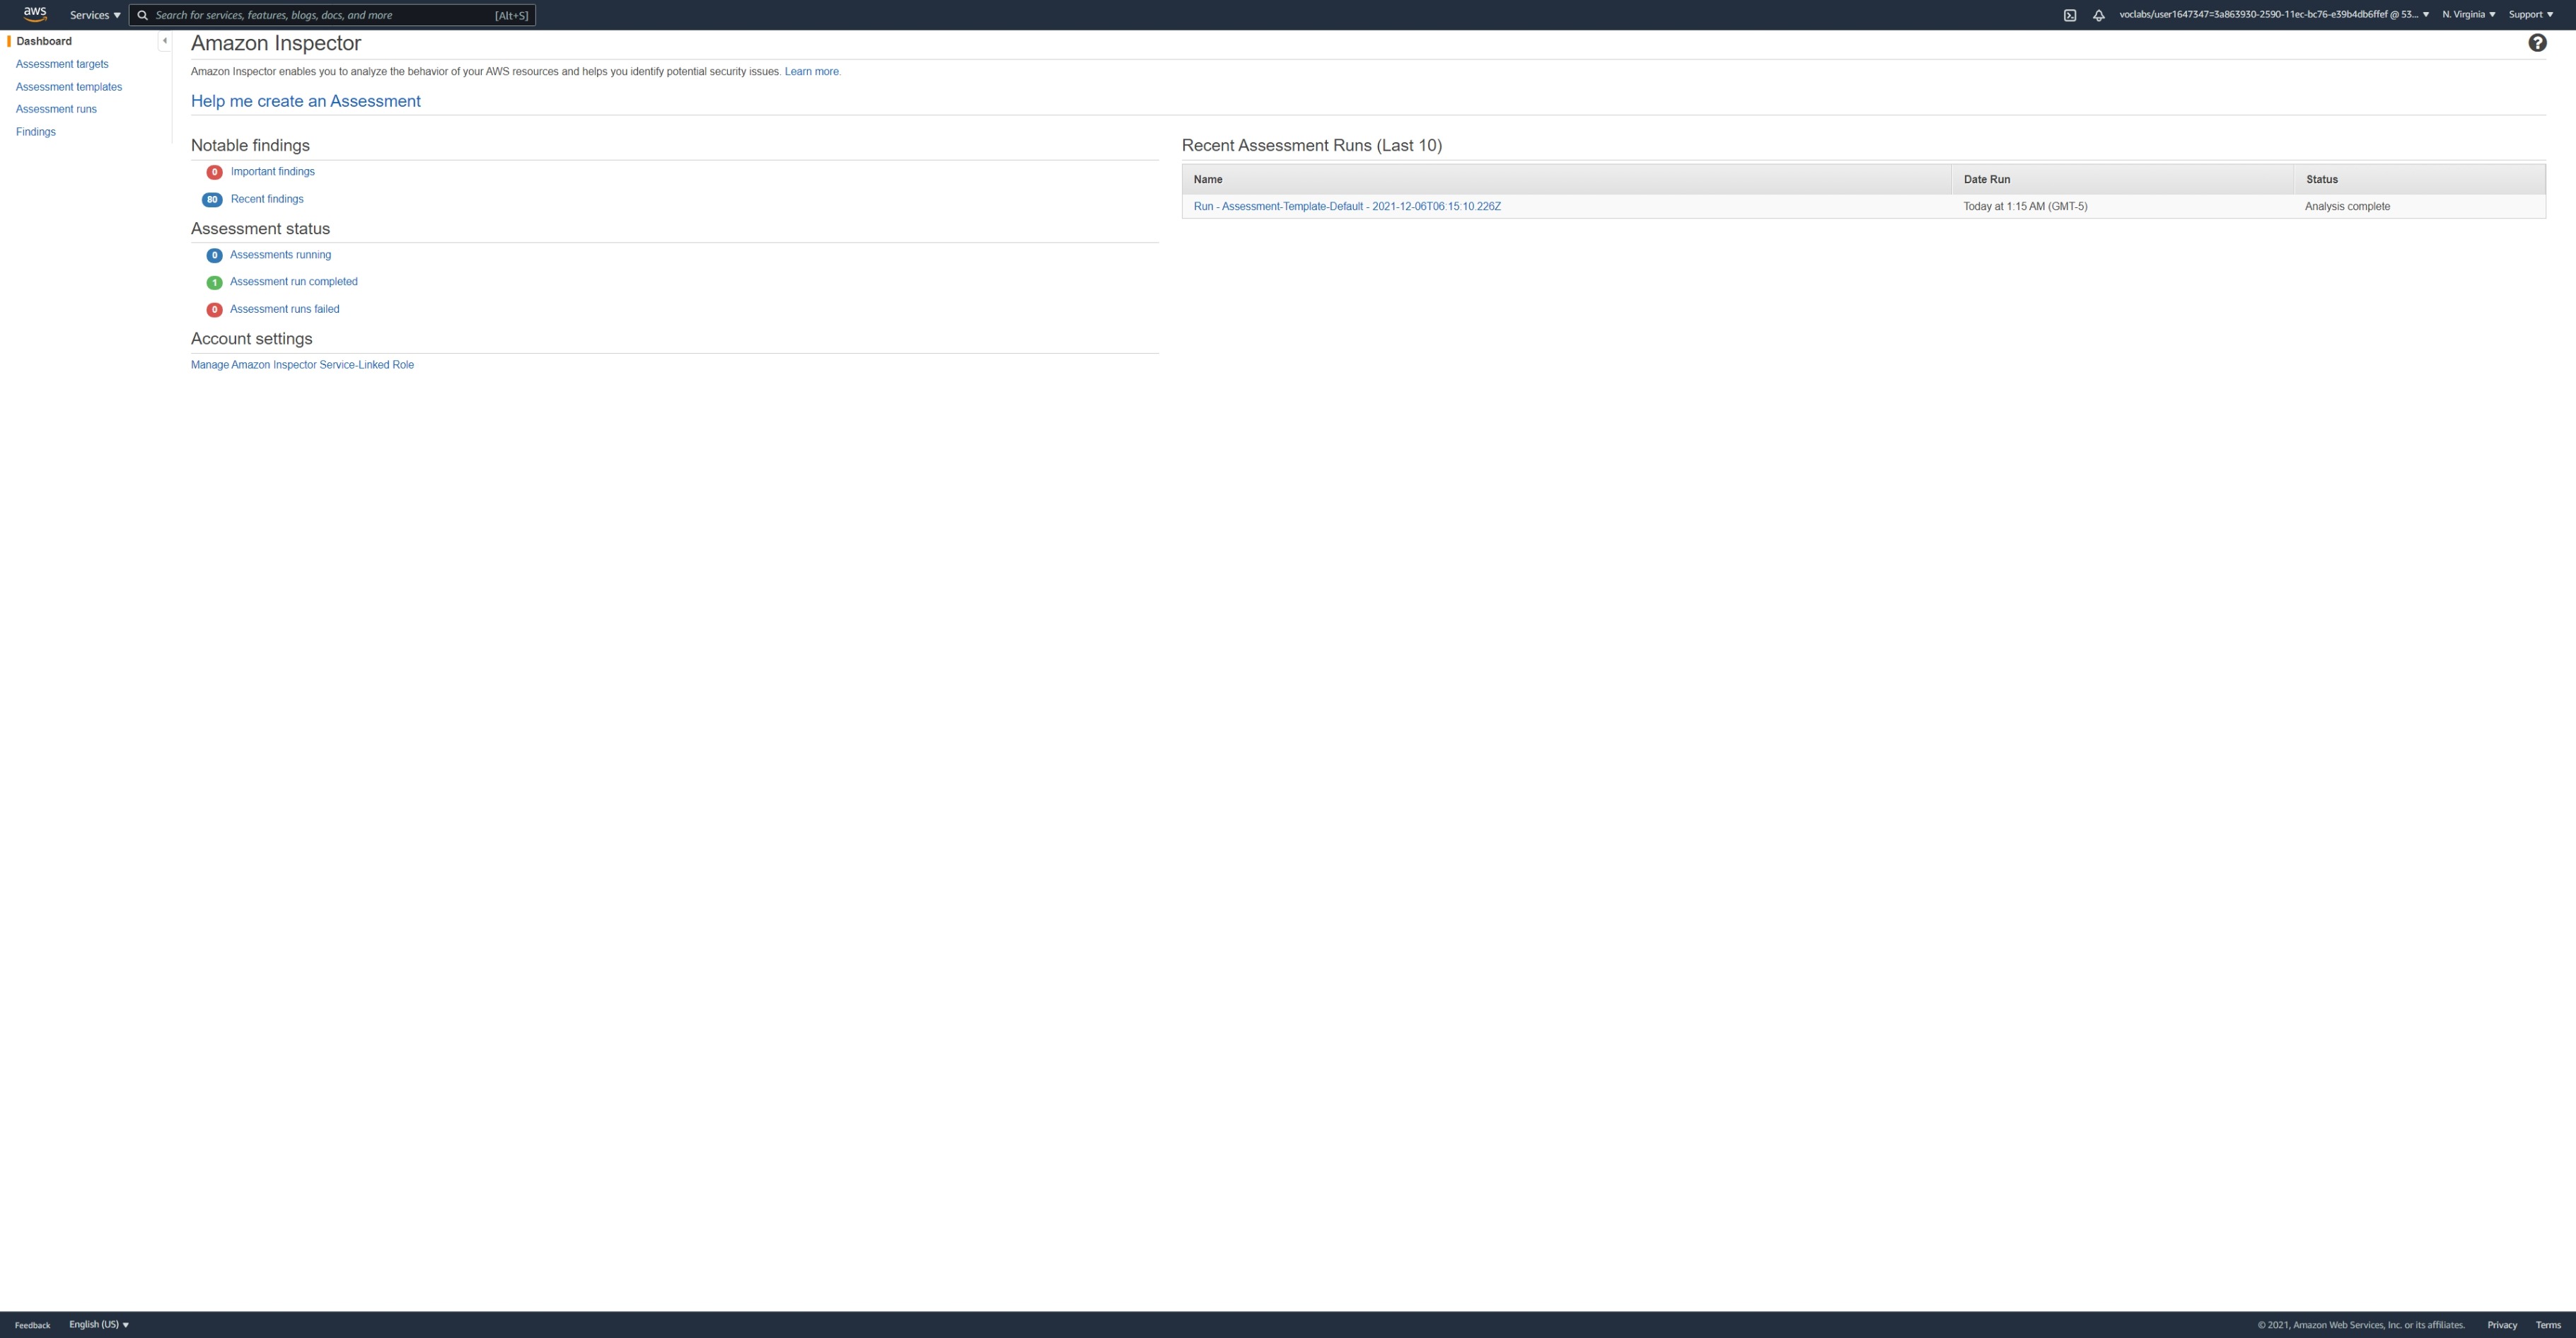 aws Services Search for services, features, blogs, docs, and more [Alt+S] voclabs/user1647347=3a863930-2590-11ec-bc76-e39b4db6ffef @ 53... N. Virginia Support
Dashboard
Assessment targets
Assessment templates
Assessment runs
Findings
Amazon Inspector ?
Amazon Inspector enables you to analyze the behavior of your AWS resources and helps you identify potential security issues. Learn more.
Help me create an Assessment
Notable findings
0 Important findings
80 Recent findings
Assessment status
0 Assessments running
1 Assessment run completed
0 Assessment runs failed
Account settings
Manage Amazon Inspector Service-Linked Role
Recent Assessment Runs (Last 10)
Name Date Run Status
Run - Assessment-Template-Default - 2021-12-06T06:15:10.226Z Today at 1:15 AM (GMT-5) Analysis complete
Feedback English (US) © 2021, Amazon Web Services, Inc. or its affiliates. Privacy Terms